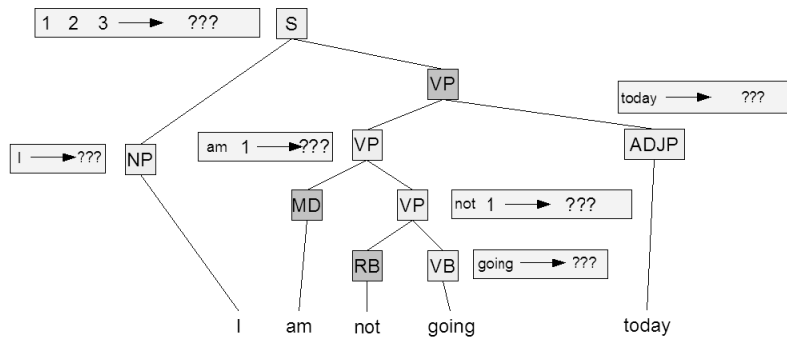 1 2 3 ⟶ ??? S
VP
today ⟶ ???
I ⟶ ??? NP am 1 ⟶ ??? VP ADJP
MD VP not 1 ⟶ ???
RB VB going ⟶ ???
I am not going today